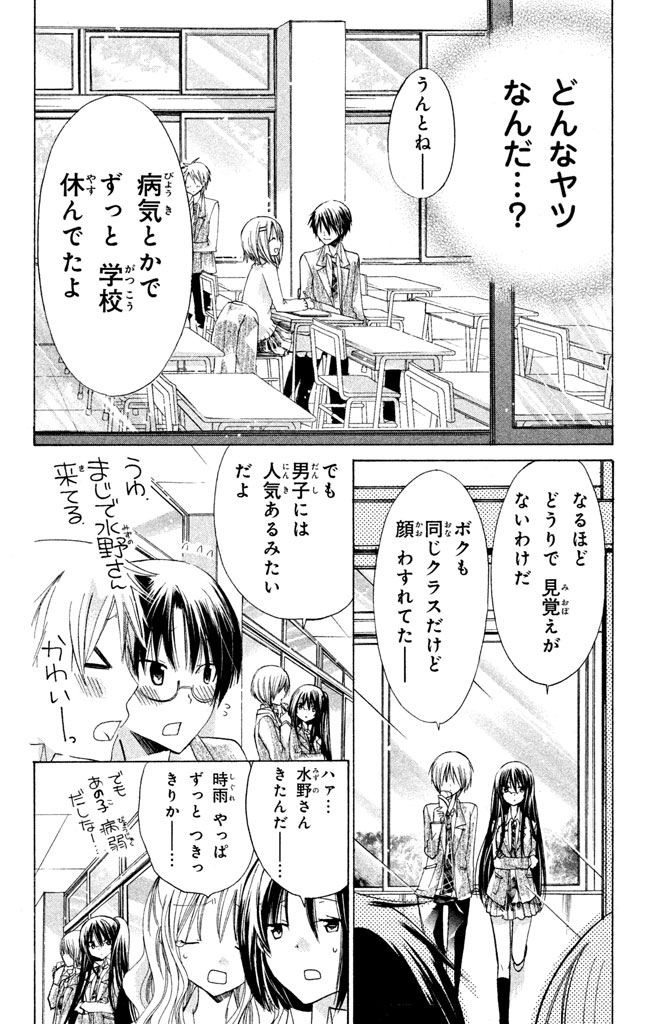 どんなヤツ
なんだ…?
うんとね━
病気とかで
ずっと 学校
休んでたよ
なるほど
どうりで 見覚えが
ないわけだ
ボクも
同じクラスだけど
顔 わすれてた━
でも
男子には
人気あるみたい
だよ
うゅ、
まじで水野さん
来てる
かわいーっ
ハァ…
水野さん
きたんだ
━…
時雨 やっぱ
ずっと つきっ
きりか━…
でも
あの子 病弱
だしなー…